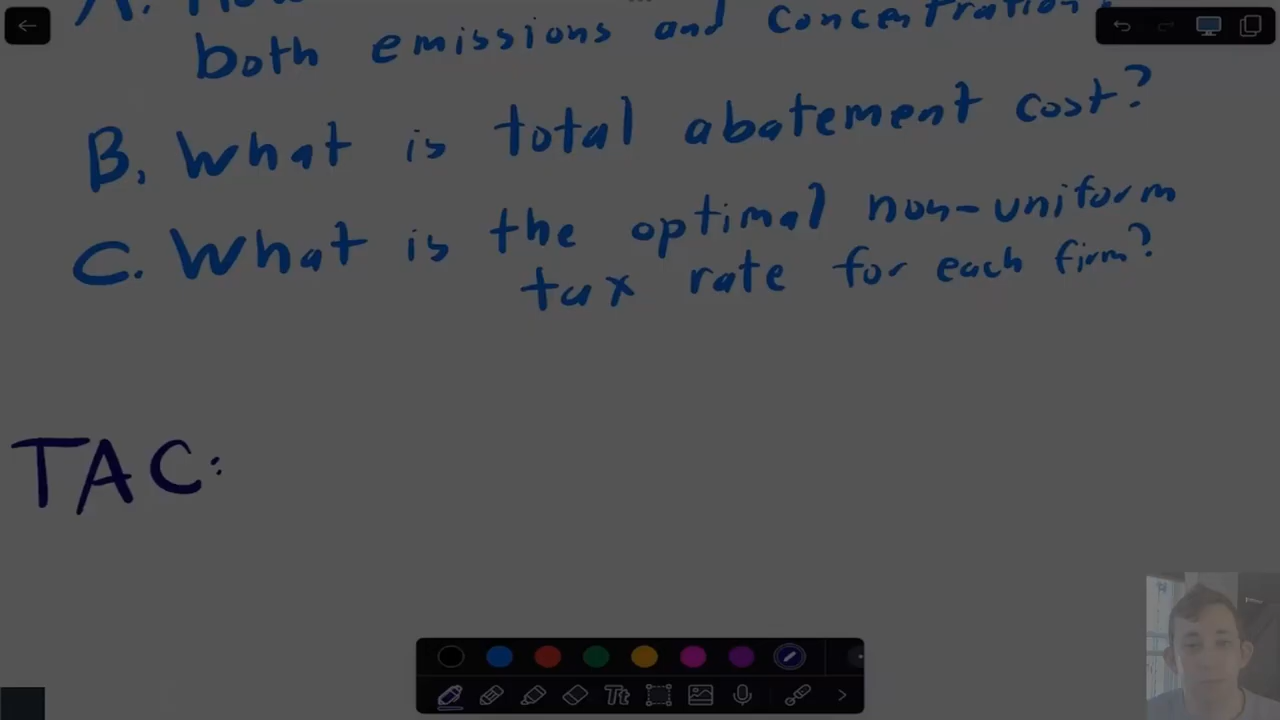 both emissions and concentration
B. What is total abatement cost?
C. What is the optimal non-uniform
tax rate for each firm?
TAC:
Tt